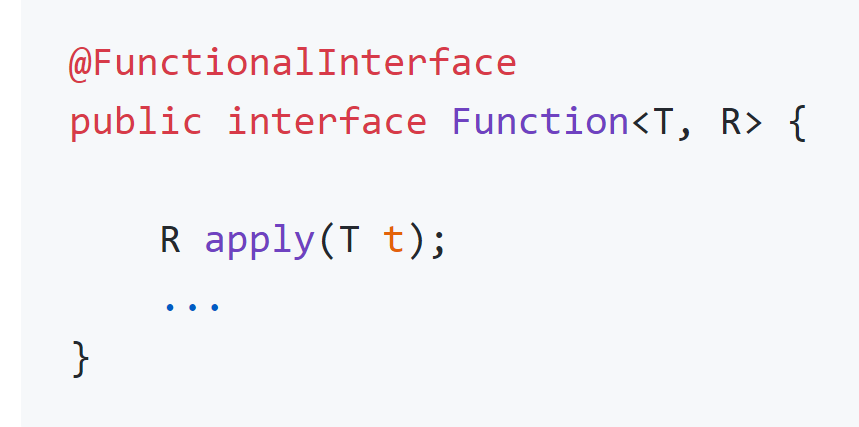 @FunctionalInterface
public interface Function<T, R> {
R apply(T t);
...
}